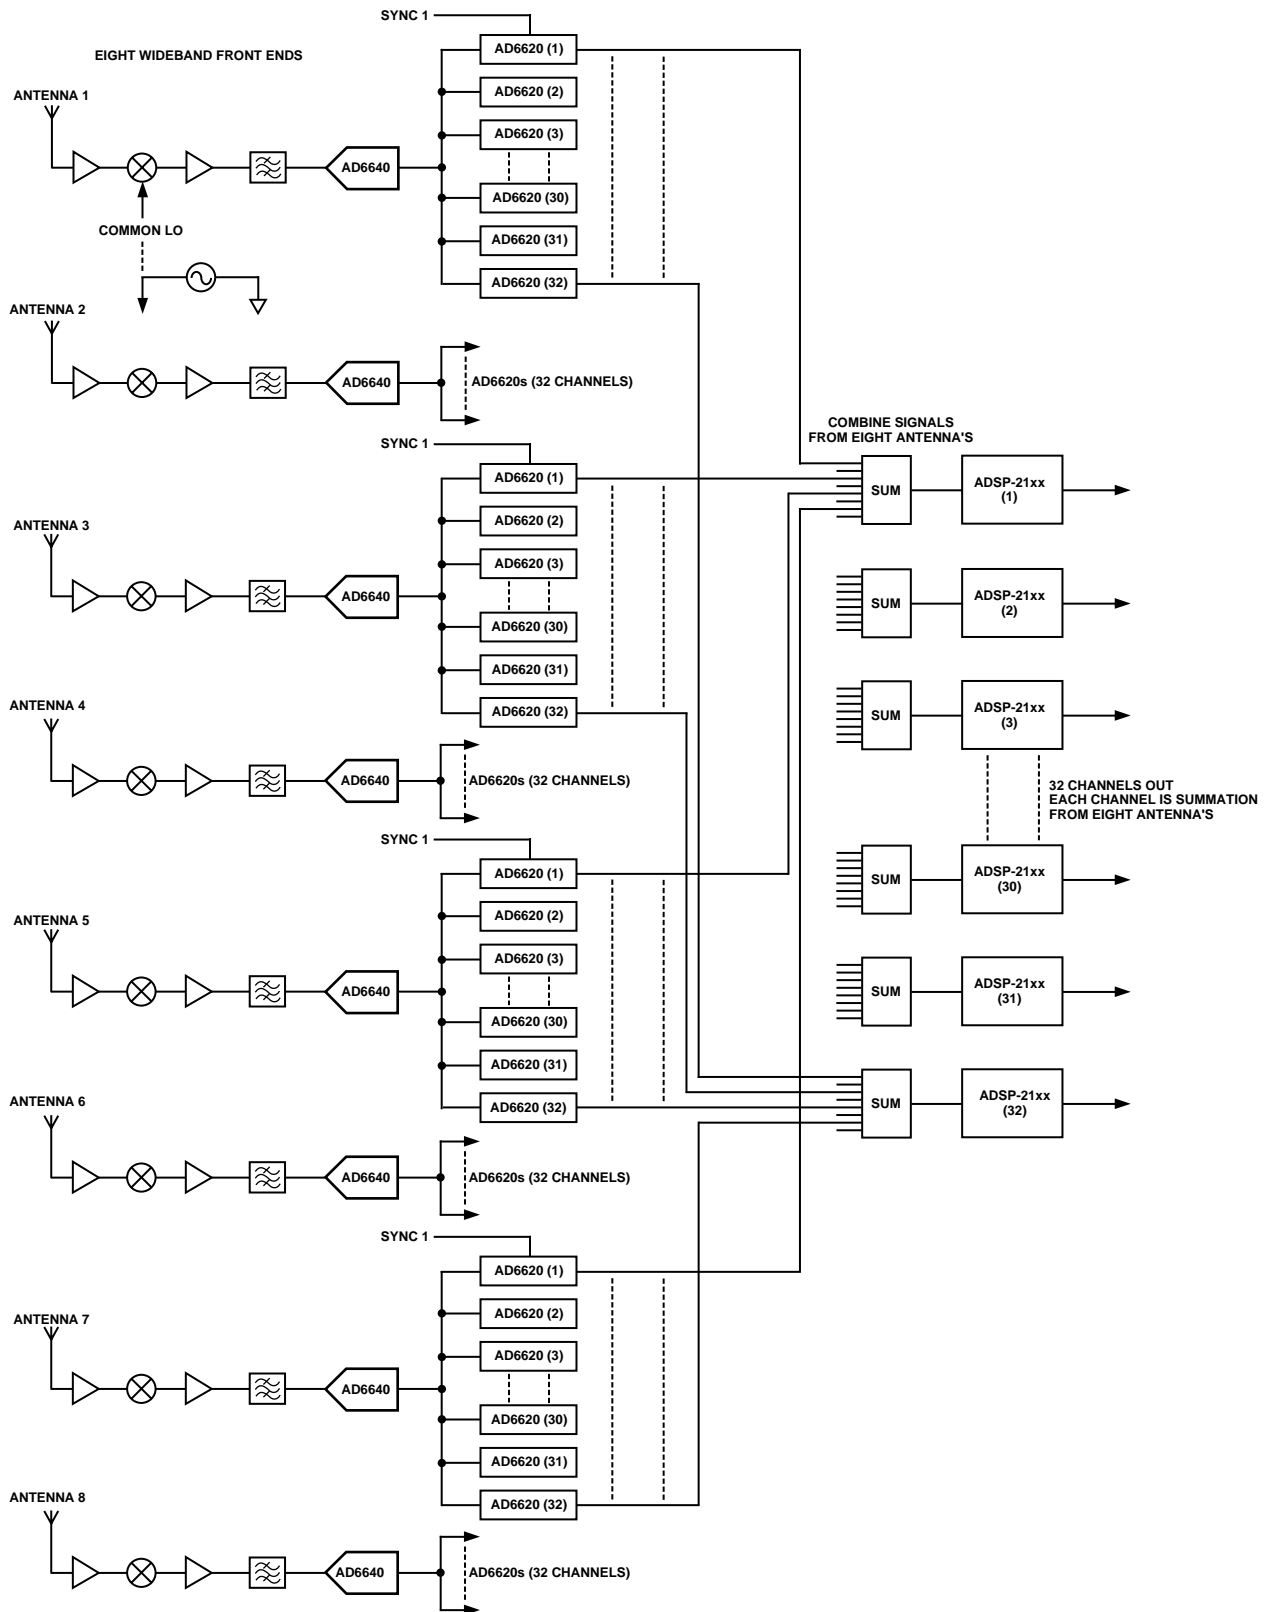 SYNC 1
EIGHT WIDEBAND FRONT ENDS
ANTENNA 1
AD6640
AD6620 (1)
AD6620 (2)
AD6620 (3)
AD6620 (30)
AD6620 (31)
AD6620 (32)
COMMON LO
ANTENNA 2
AD6640
AD6620s (32 CHANNELS)
SYNC 1
ANTENNA 3
AD6640
AD6620 (1)
AD6620 (2)
AD6620 (3)
AD6620 (30)
AD6620 (31)
AD6620 (32)
ANTENNA 4
AD6640
AD6620s (32 CHANNELS)
SYNC 1
ANTENNA 5
AD6640
AD6620 (1)
AD6620 (2)
AD6620 (3)
AD6620 (30)
AD6620 (31)
AD6620 (32)
ANTENNA 6
AD6640
AD6620s (32 CHANNELS)
SYNC 1
ANTENNA 7
AD6640
AD6620 (1)
AD6620 (2)
AD6620 (3)
AD6620 (30)
AD6620 (31)
AD6620 (32)
ANTENNA 8
AD6640
AD6620s (32 CHANNELS)
COMBINE SIGNALS
FROM EIGHT ANTENNA'S
SUM
ADSP-21xx
(1)
SUM
ADSP-21xx
(2)
SUM
ADSP-21xx
(3)
32 CHANNELS OUT
EACH CHANNEL IS SUMMATION
FROM EIGHT ANTENNA'S
SUM
ADSP-21xx
(30)
SUM
ADSP-21xx
(31)
SUM
ADSP-21xx
(32)